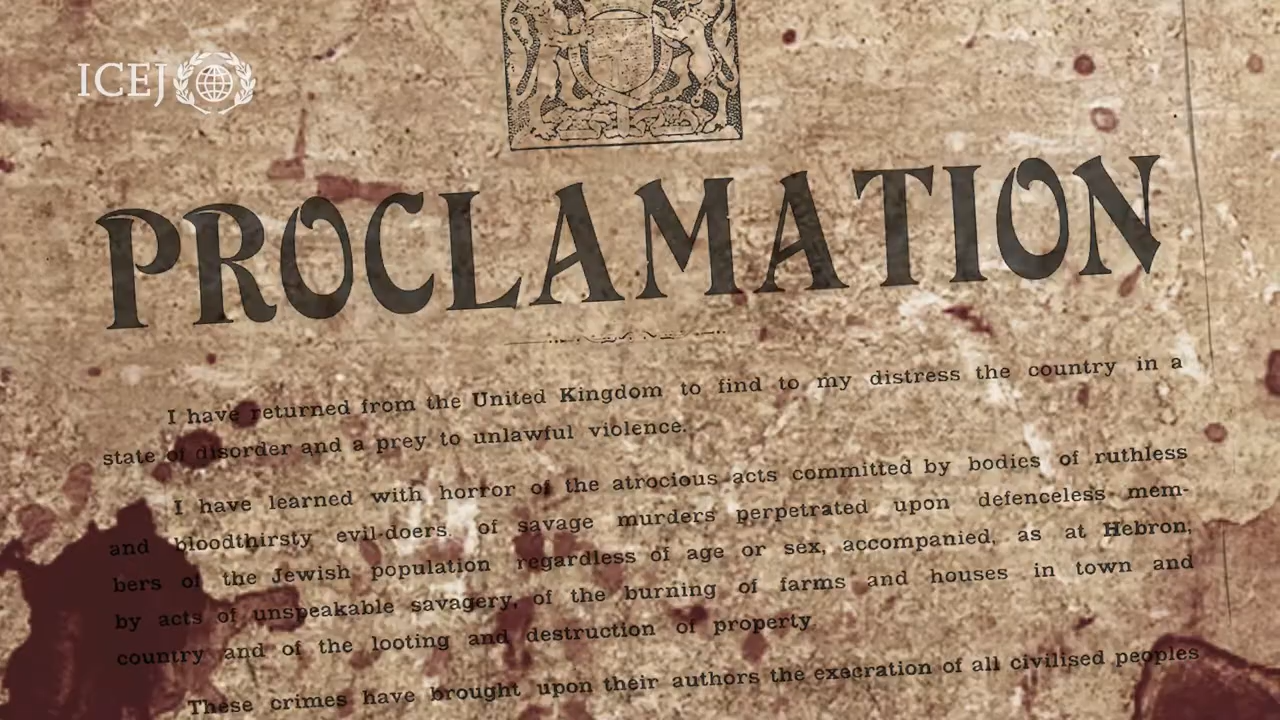 ICEJ
PROCLAMATION
I have returned from the United Kingdom to find to my distress the country in a
state of disorder and a prey to unlawful violence.
I have learned with horror of the atrocious acts committed by bodies of ruthless
and bloodthirsty evil-doers, of savage murders perpetrated upon defenceless mem-
bers of the Jewish population regardless of age or sex, accompanied, as at Hebron,
by acts of unspeakable savagery, of the burning of farms and houses in town and
country and of the looting and destruction of property.
These crimes have brought upon their authors the execration of all civilised peoples